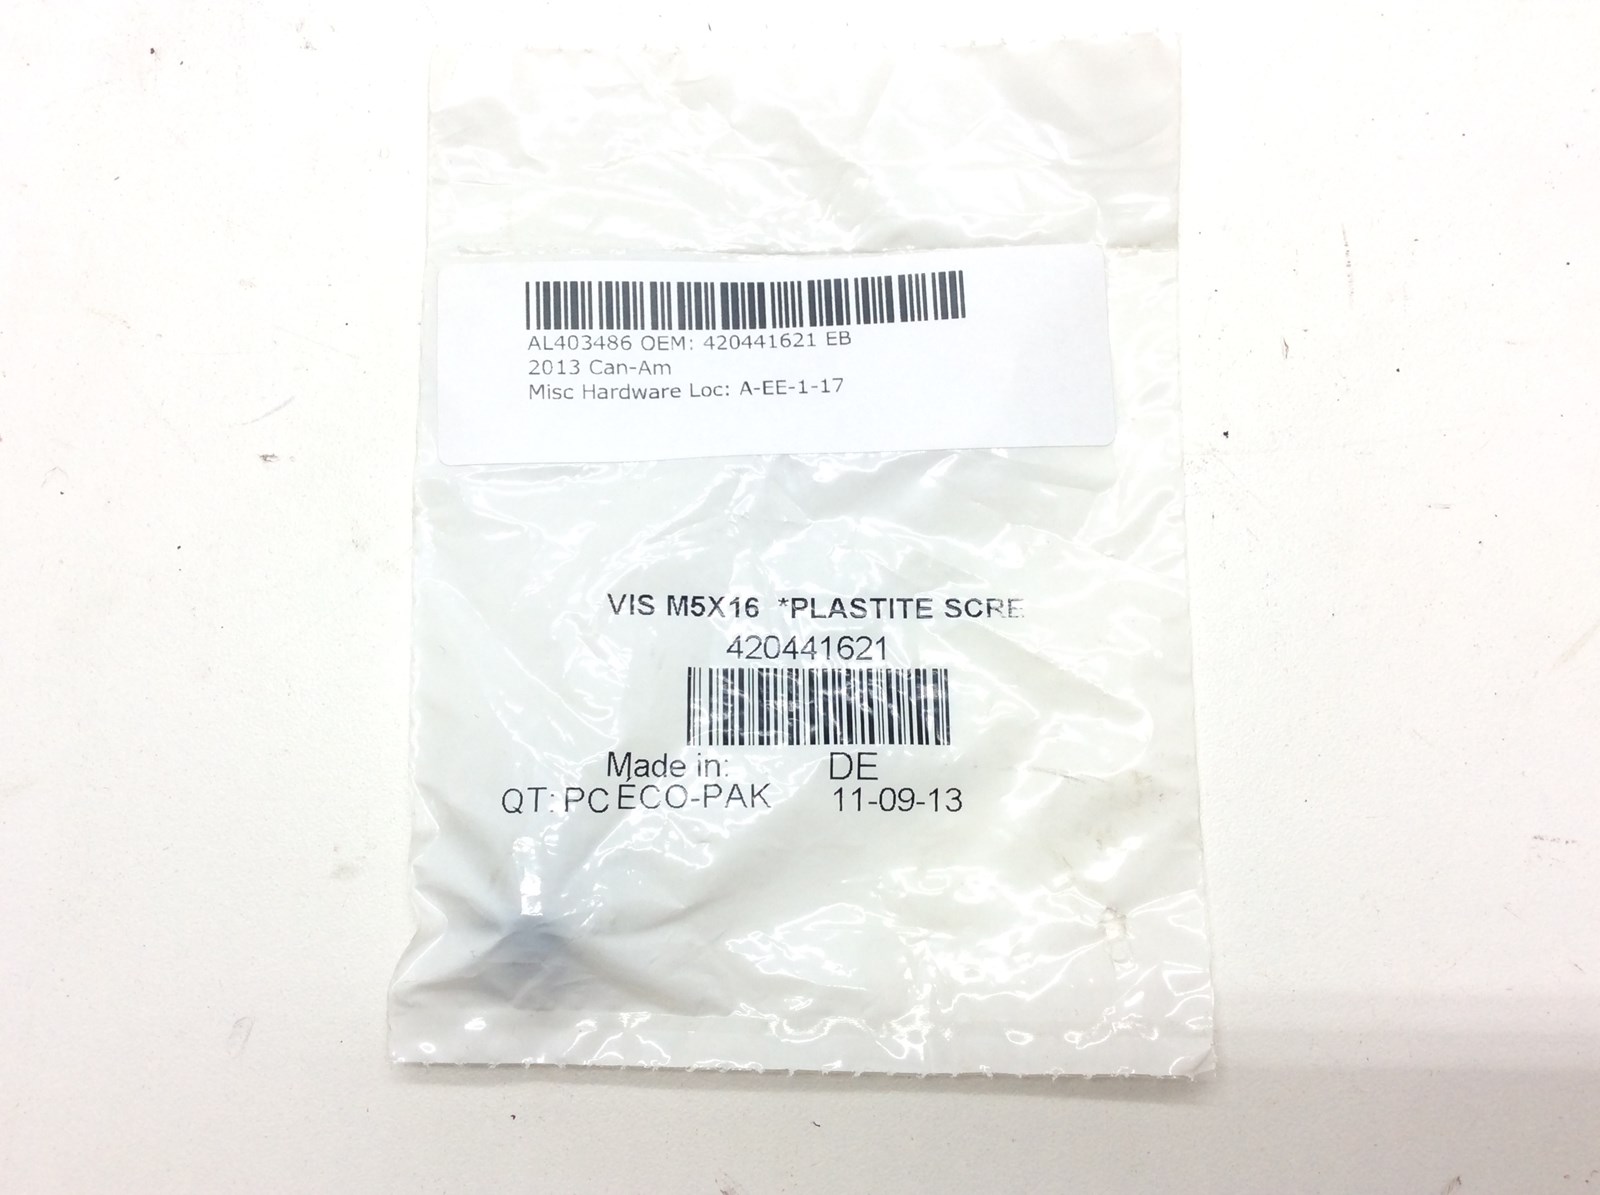 AL403486 OEM: 420441621 EB
2013 Can-Am
Misc Hardware Loc: A-EE-1-17
VIS M5X16 *PLASTITE SCRE
420441621
Made in: DE
QT: PC ÉCO-PAK 11-09-13